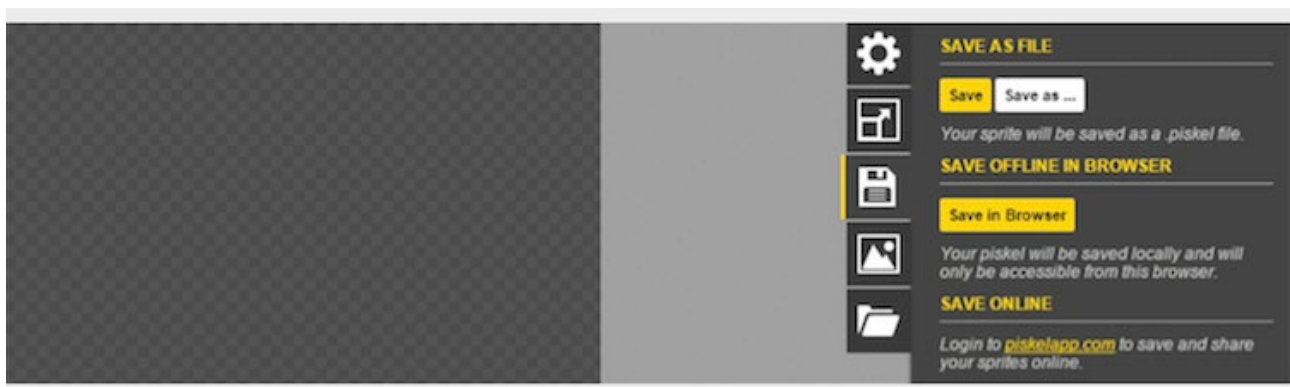 SAVE AS FILE
Save
Save as ...
Your sprite will be saved as a .piskel file.
SAVE OFFLINE IN BROWSER
Save in Browser
Your piskel will be saved locally and will
only be accessible from this browser.
SAVE ONLINE
Login to piskelapp.com to save and share
your sprites online.